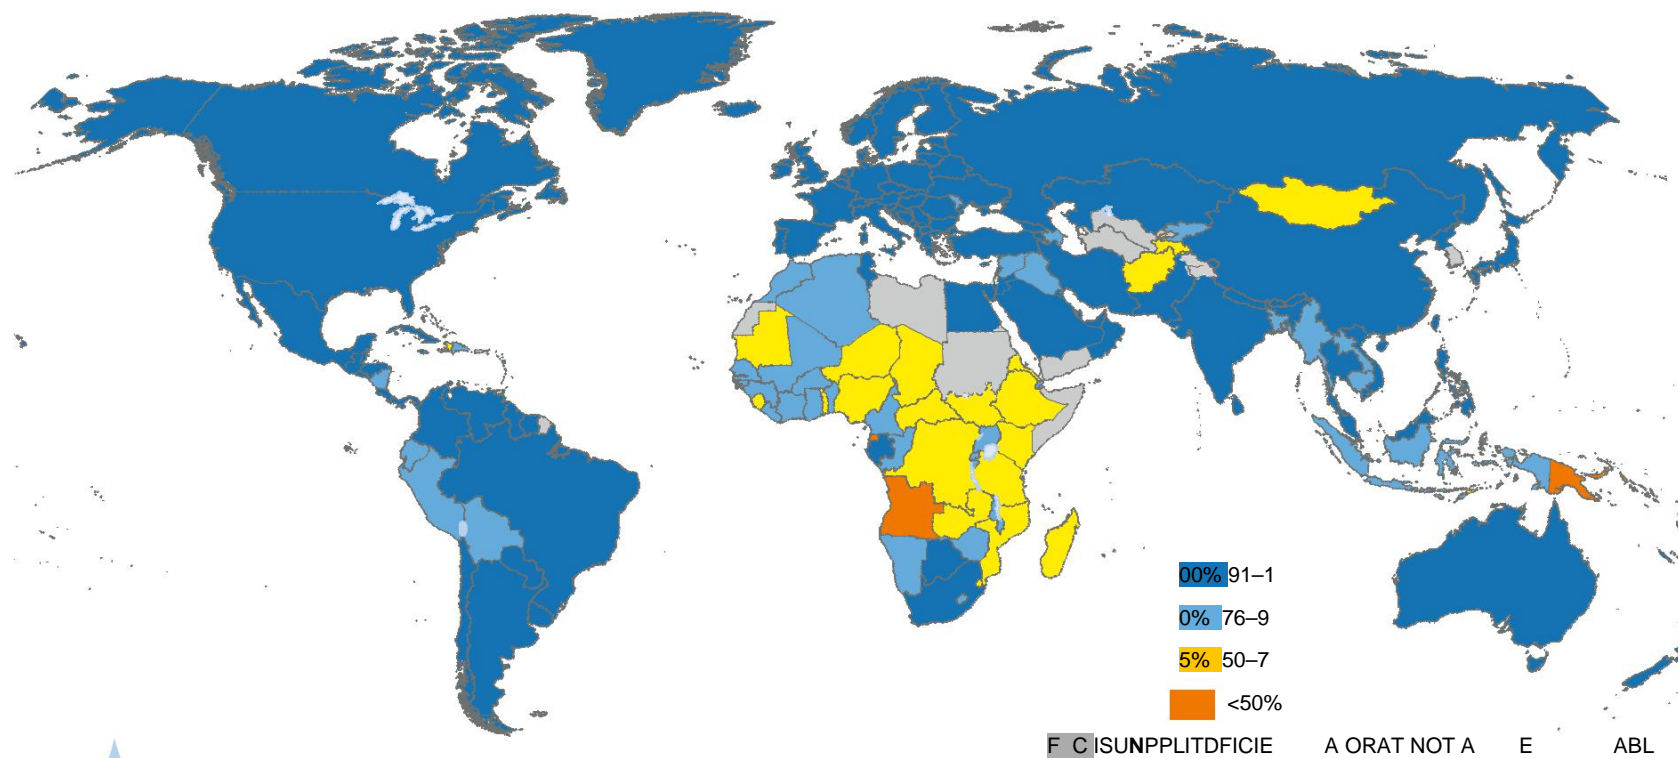 00% 91–1
0% 76–9
5% 50–7
<50%
F C ISUNPPLITDFICIE A ORAT NOT A E ABL